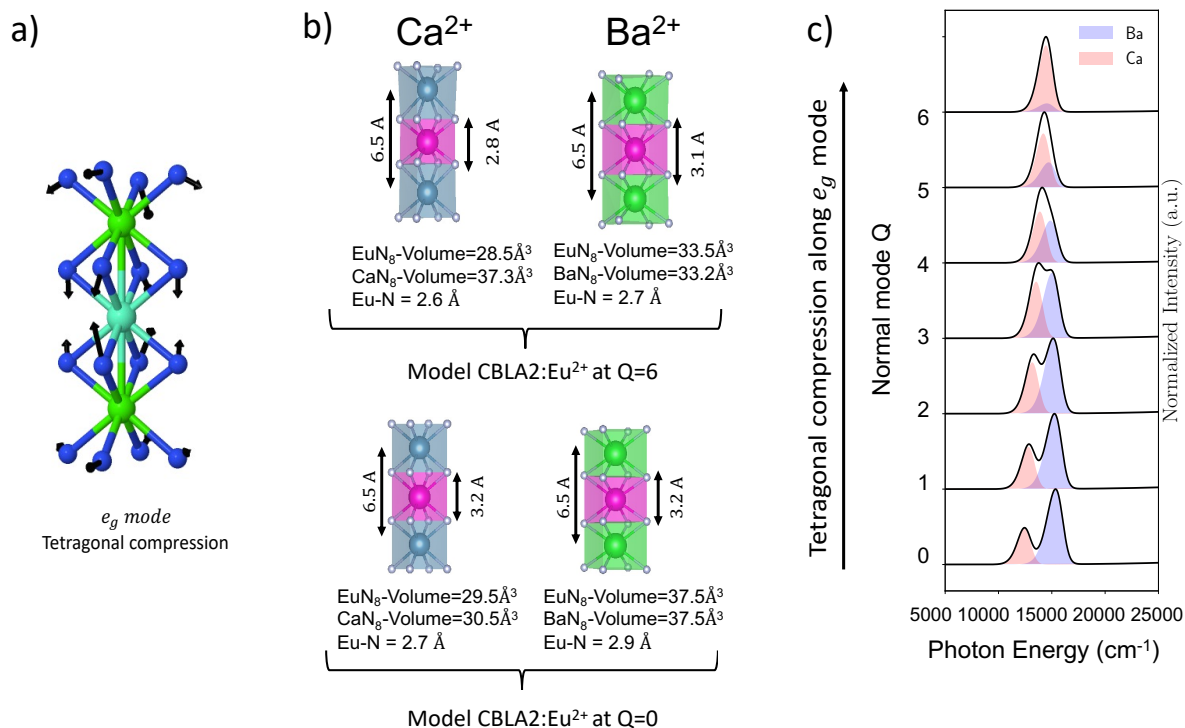 a)
e_g mode
Tetragonal compression
b)
Ca²⁺
Ba²⁺
6.5 A
2.8 A
6.5 A
3.1 A
EuN₈-Volume=28.5Å³
CaN₈-Volume=37.3Å³
Eu-N = 2.6 Å
EuN₈-Volume=33.5Å³
BaN₈-Volume=33.2Å³
Eu-N = 2.7 Å
Model CBLA2:Eu²⁺ at Q=6
6.5 A
3.2 A
6.5 A
3.2 A
EuN₈-Volume=29.5Å³
CaN₈-Volume=30.5Å³
Eu-N = 2.7 Å
EuN₈-Volume=37.5Å³
BaN₈-Volume=37.5Å³
Eu-N = 2.9 Å
Model CBLA2:Eu²⁺ at Q=0
c)
Tetragonal compression along e_g mode
Normal mode Q
6
5
4
3
2
1
0
Ba
Ca
Normalized Intensity (a.u.)
5000 10000 15000 20000 25000
Photon Energy (cm⁻¹)